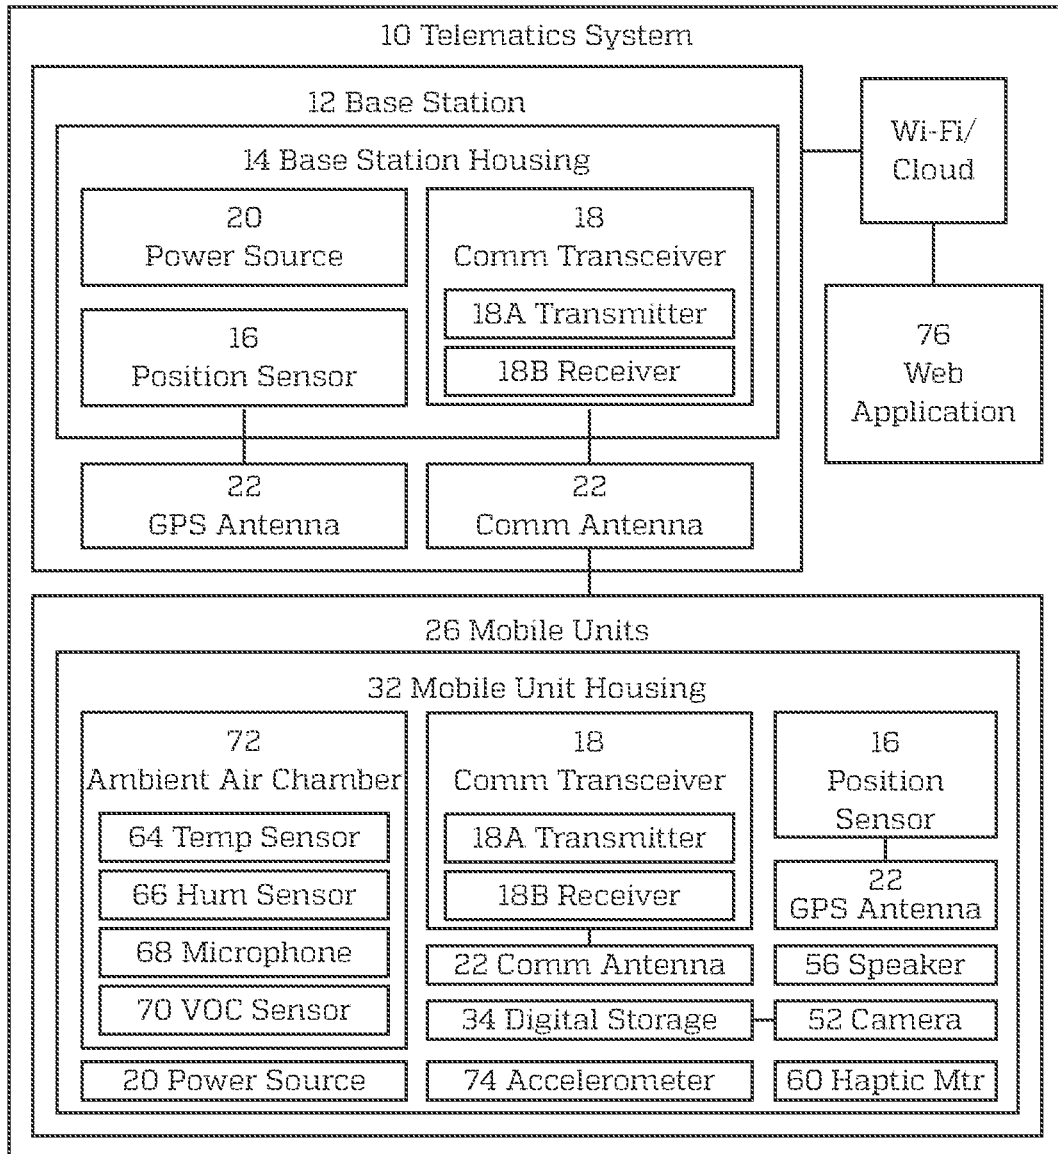 10 Telematics System
12 Base Station
14 Base Station Housing
20
Power Source
18
Comm Transceiver
18A Transmitter
18B Receiver
16
Position Sensor
22
GPS Antenna
22
Comm Antenna
Wi-Fi/
Cloud
76
Web
Application
26 Mobile Units
32 Mobile Unit Housing
72
Ambient Air Chamber
64 Temp Sensor
66 Hum Sensor
68 Microphone
70 VOC Sensor
20 Power Source
18
Comm Transceiver
18A Transmitter
18B Receiver
22 Comm Antenna
34 Digital Storage
74 Accelerometer
16
Position
Sensor
22
GPS Antenna
56 Speaker
52 Camera
60 Haptic Mtr